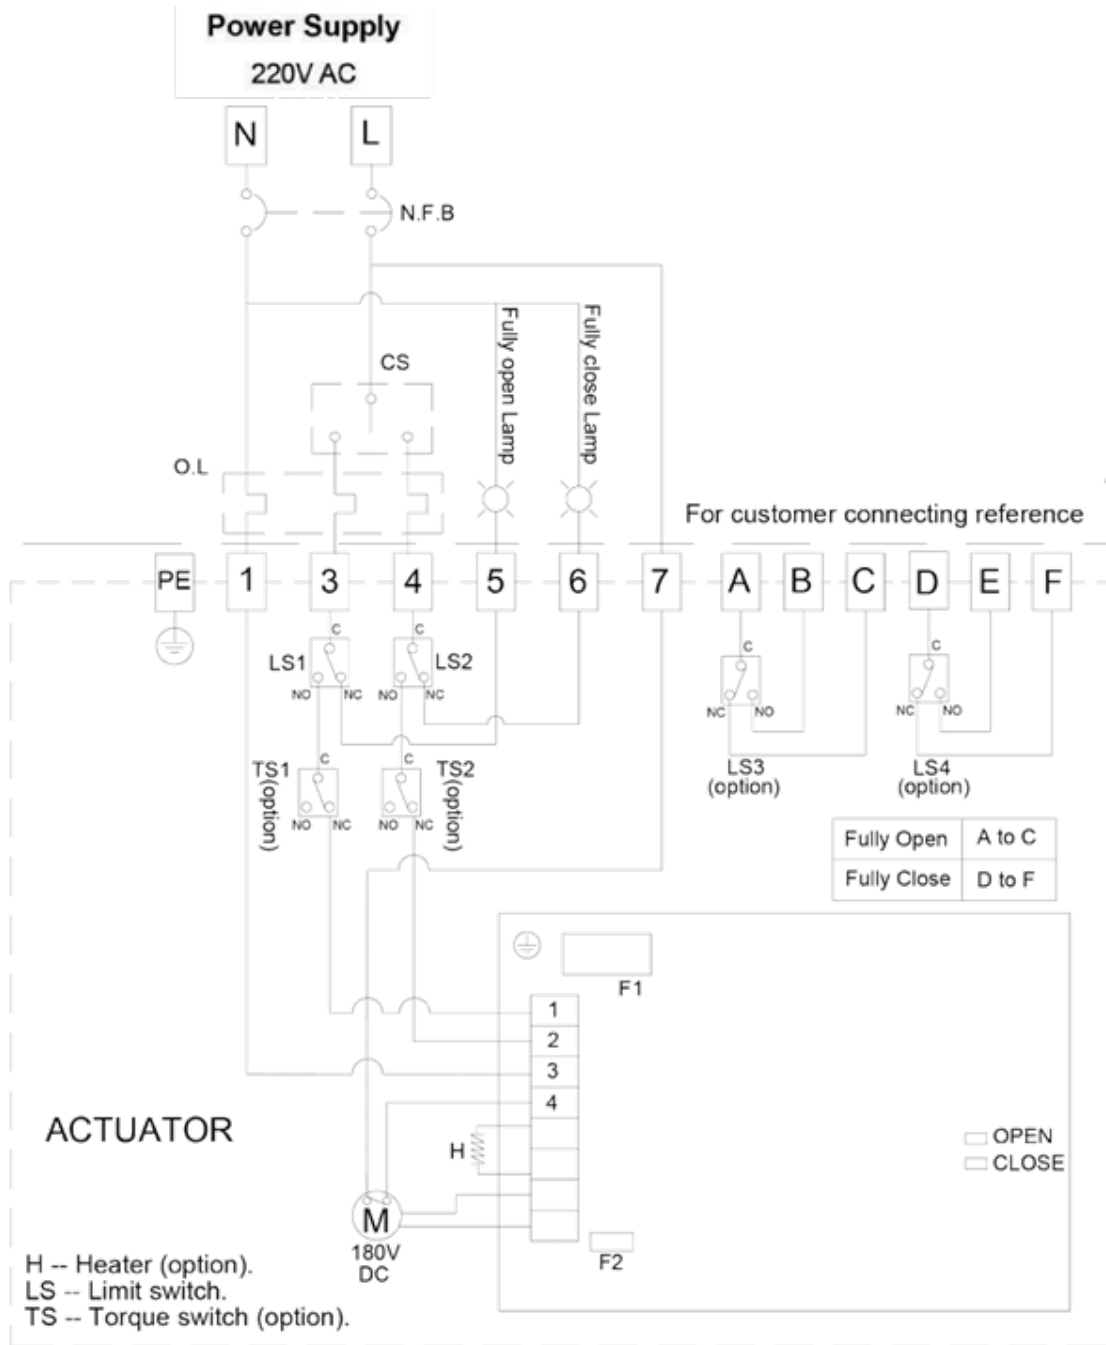 Power Supply
220V AC
N
L
N.F.B
CS
Fully open Lamp
Fully close Lamp
O.L
For customer connecting reference
PE
1
3
4
5
6
7
A
B
C
D
E
F
C
LS1
NO
NC
C
LS2
NO
NC
C
NC
NO
LS3
(option)
C
NC
NO
LS4
(option)
TS1
(option)
C
NO
NC
TS2
(option)
C
NO
NC
Fully Open A to C
Fully Close D to F
F1
1
2
3
4
ACTUATOR
H
OPEN
CLOSE
M
180V
DC
F2
H -- Heater (option).
LS -- Limit switch.
TS -- Torque switch (option).